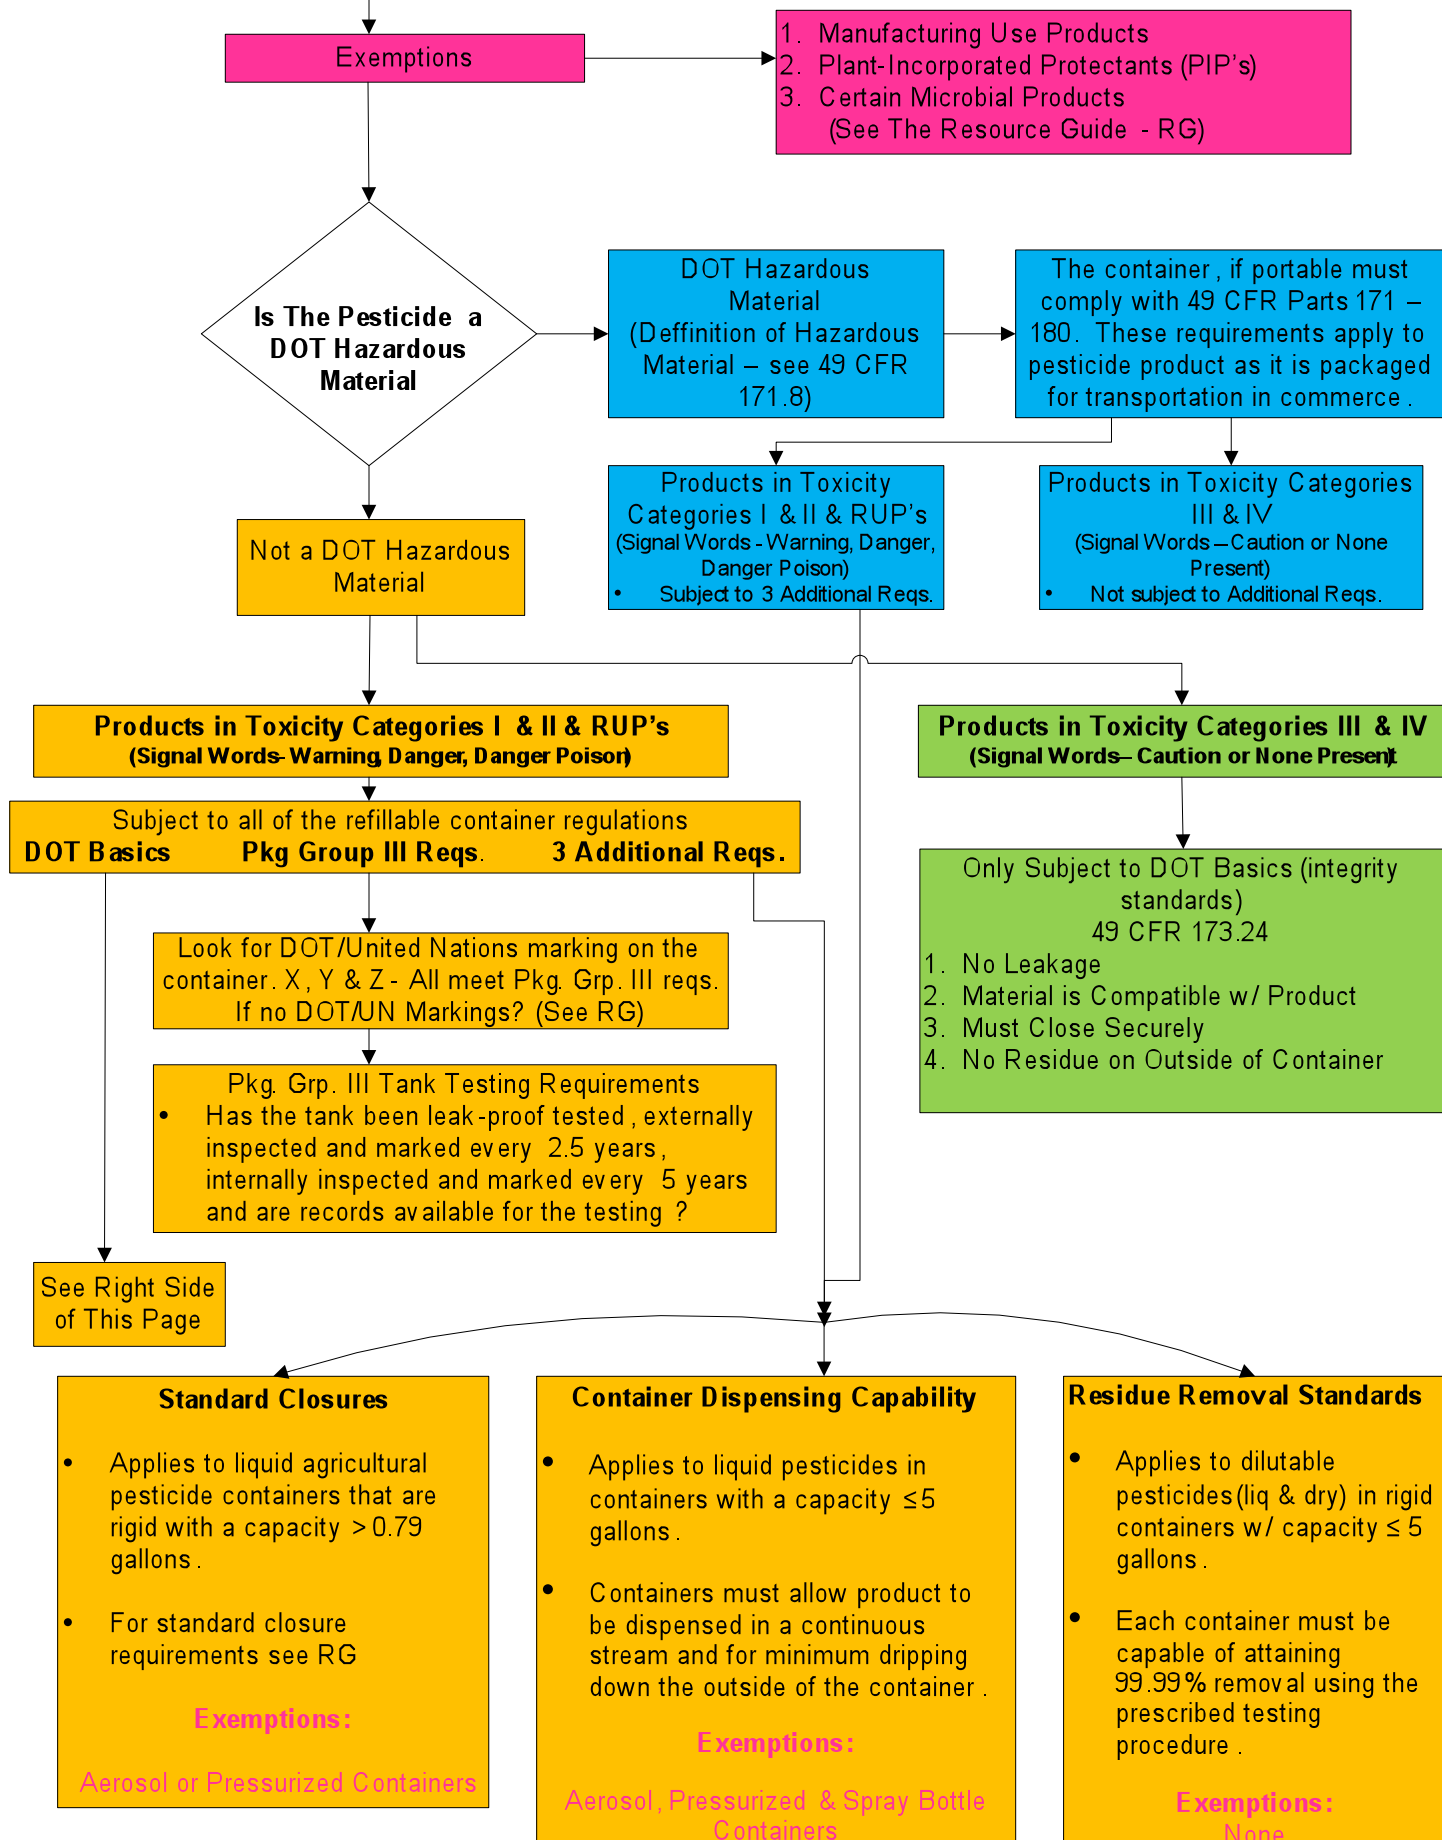 Exemptions
1. Manufacturing Use Products
2. Plant-Incorporated Protectants (PIP's)
3. Certain Microbial Products
(See The Resource Guide - RG)
Is The Pesticide a
DOT Hazardous
Material
DOT Hazardous
Material
(Deffinition of Hazardous
Material – see 49 CFR
171.8)
The container, if portable must
comply with 49 CFR Parts 171 –
180. These requirements apply to
pesticide product as it is packaged
for transportation in commerce.
Products in Toxicity
Categories I & II & RUP's
(Signal Words - Warning, Danger,
Danger Poison)
• Subject to 3 Additional Reqs.
Products in Toxicity Categories
III & IV
(Signal Words – Caution or None
Present)
• Not subject to Additional Reqs.
Not a DOT Hazardous
Material
Products in Toxicity Categories I & II & RUP's
(Signal Words– Warning, Danger, Danger Poison)
Products in Toxicity Categories III & IV
(Signal Words– Caution or None Present)
Subject to all of the refillable container regulations
DOT Basics Pkg Group III Reqs. 3 Additional Reqs.
Look for DOT/United Nations marking on the
container. X, Y & Z - All meet Pkg. Grp. III reqs.
If no DOT/UN Markings? (See RG)
Only Subject to DOT Basics (integrity
standards)
49 CFR 173.24
1. No Leakage
2. Material is Compatible w/ Product
3. Must Close Securely
4. No Residue on Outside of Container
Pkg. Grp. III Tank Testing Requirements
• Has the tank been leak-proof tested, externally
inspected and marked every 2.5 years,
internally inspected and marked every 5 years
and are records available for the testing?
See Right Side
of This Page
Standard Closures
• Applies to liquid agricultural
pesticide containers that are
rigid with a capacity > 0.79
gallons.
• For standard closure
requirements see RG
Exemptions:
Aerosol or Pressurized Containers
Container Dispensing Capability
• Applies to liquid pesticides in
containers with a capacity ≤5
gallons.
• Containers must allow product to
be dispensed in a continuous
stream and for minimum dripping
down the outside of the container.
Exemptions:
Aerosol, Pressurized & Spray Bottle
Containers
Residue Removal Standards
• Applies to dilutable
pesticides(liq & dry) in rigid
containers w/ capacity ≤ 5
gallons.
• Each container must be
capable of attaining
99.99% removal using the
prescribed testing
procedure.
Exemptions:
None